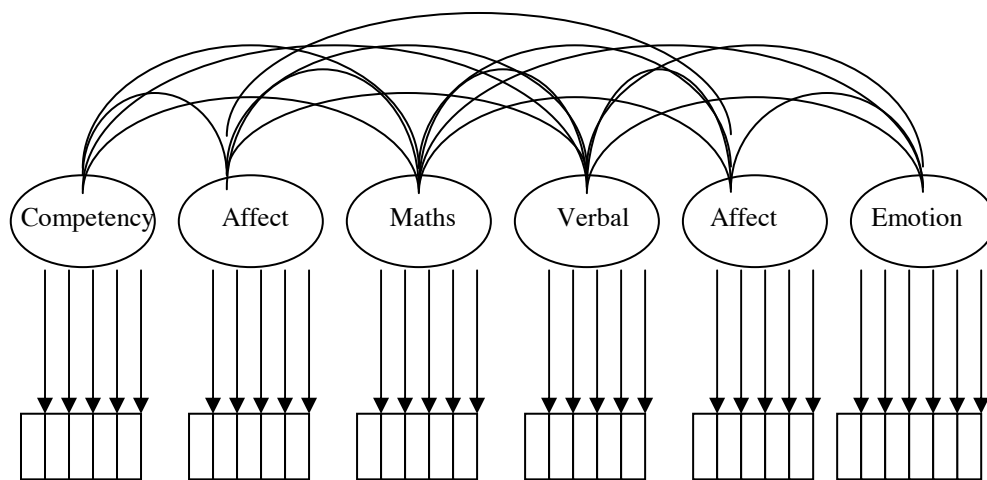 Competency
Affect
Maths
Verbal
Affect
Emotion